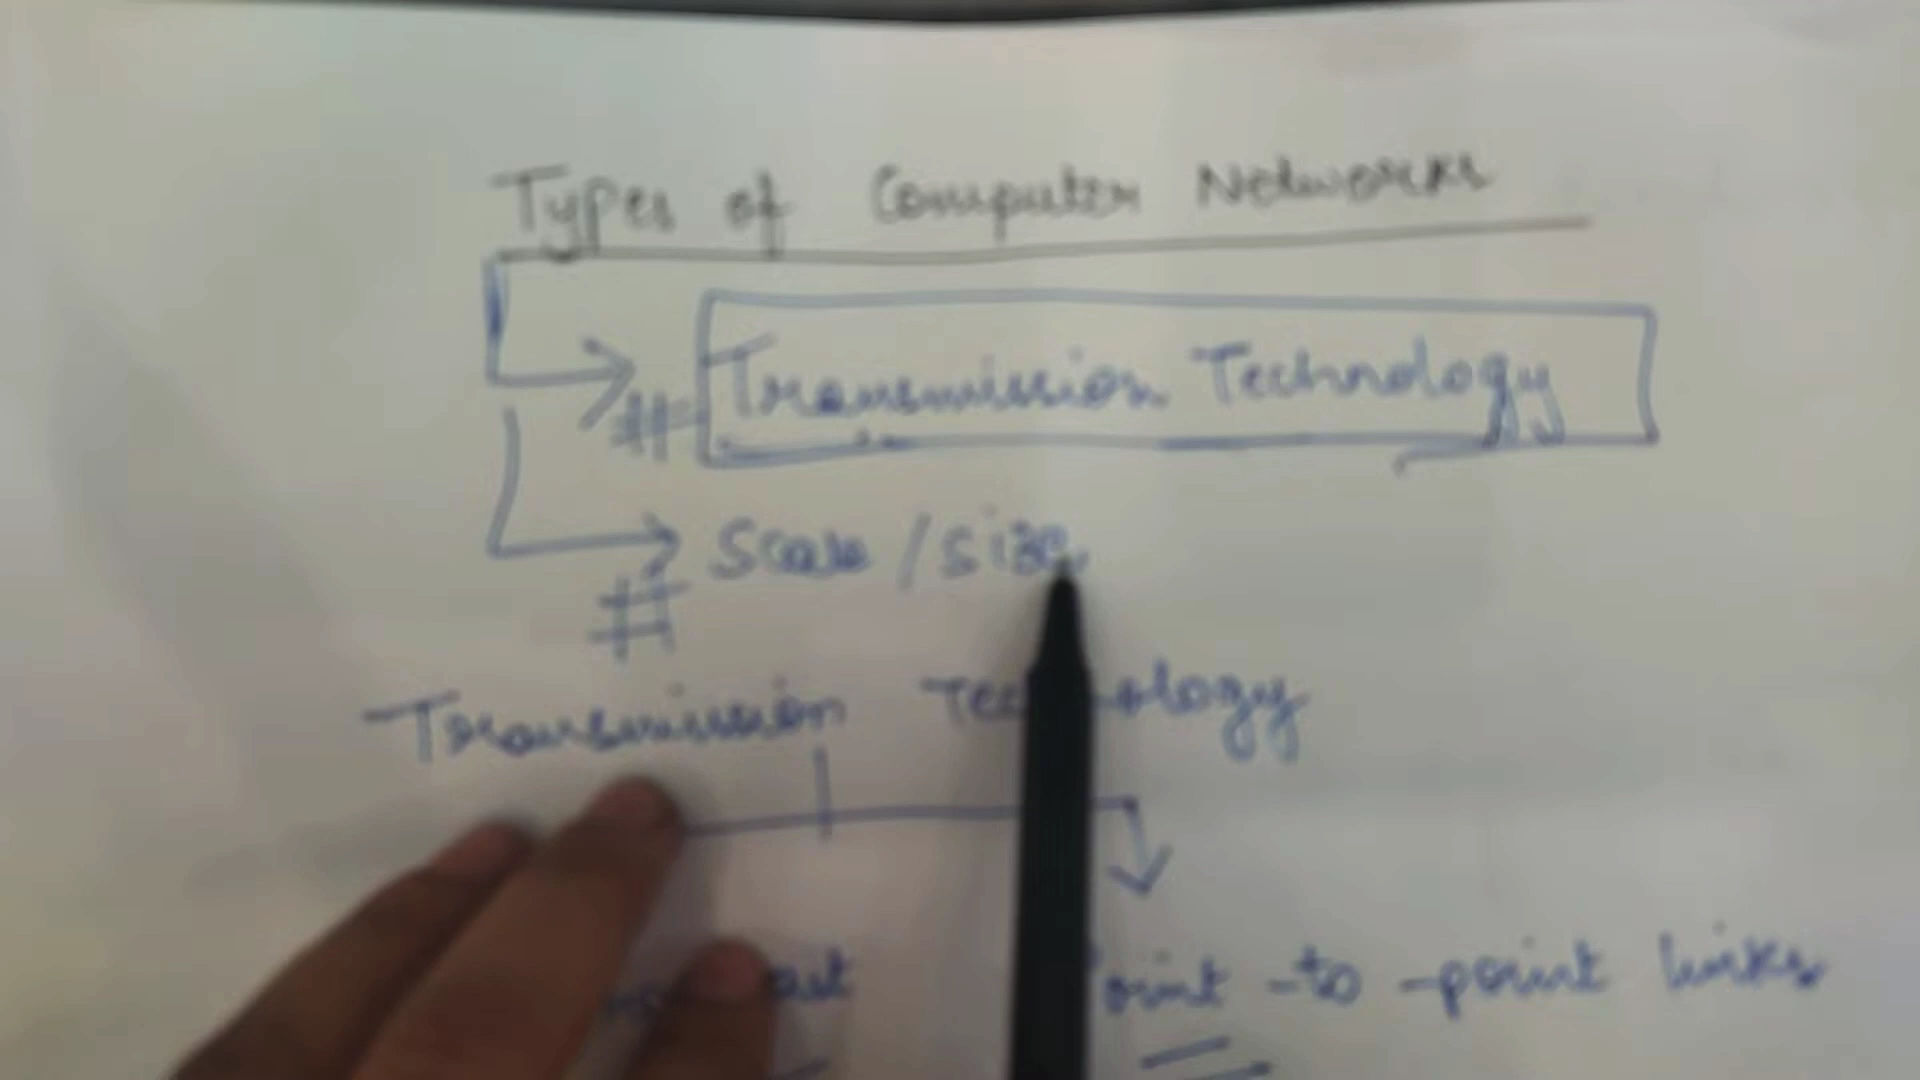 Types of Computer Networks
# Transmission Technology
# Scale / Size
Transmission Technology
Point-to-point links